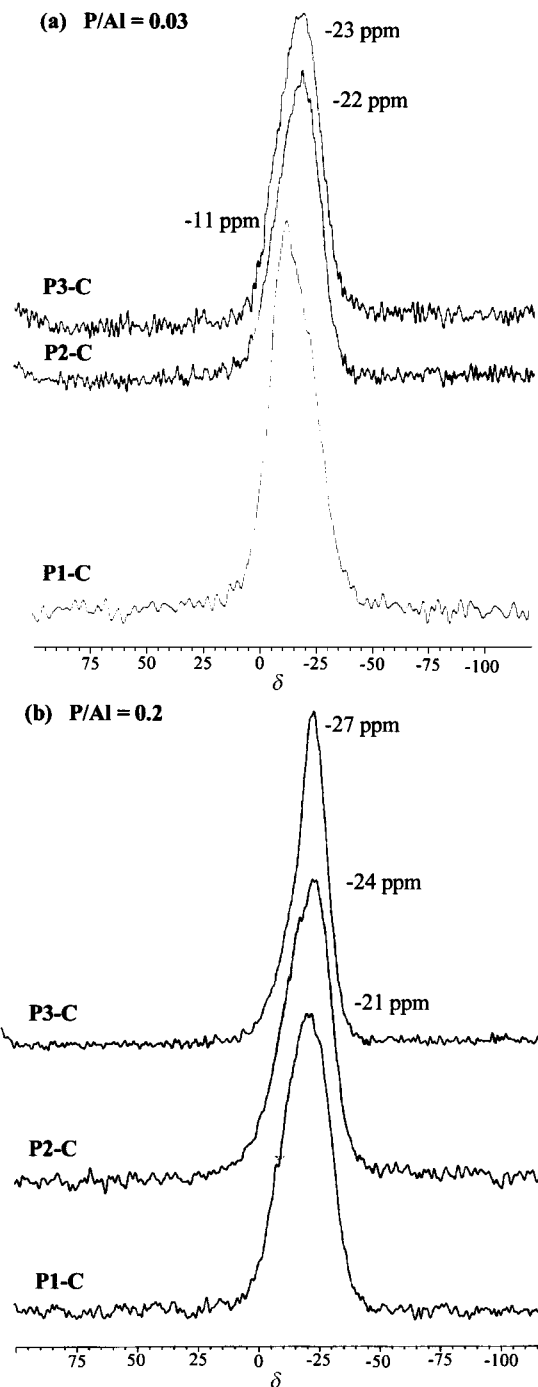 (a) P/Al = 0.03
-23 ppm
-22 ppm
-11 ppm
P3-C
P2-C
P1-C
75 50 25 0 -25 -50 -75 -100
δ
(b) P/Al = 0.2
-27 ppm
-24 ppm
-21 ppm
P3-C
P2-C
P1-C
75 50 25 0 -25 -50 -75 -100
δ